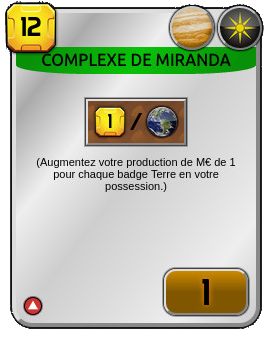 12
COMPLEXE DE MIRANDA
1 /
(Augmentez votre production de M€ de 1
pour chaque badge Terre en votre
possession.)
1